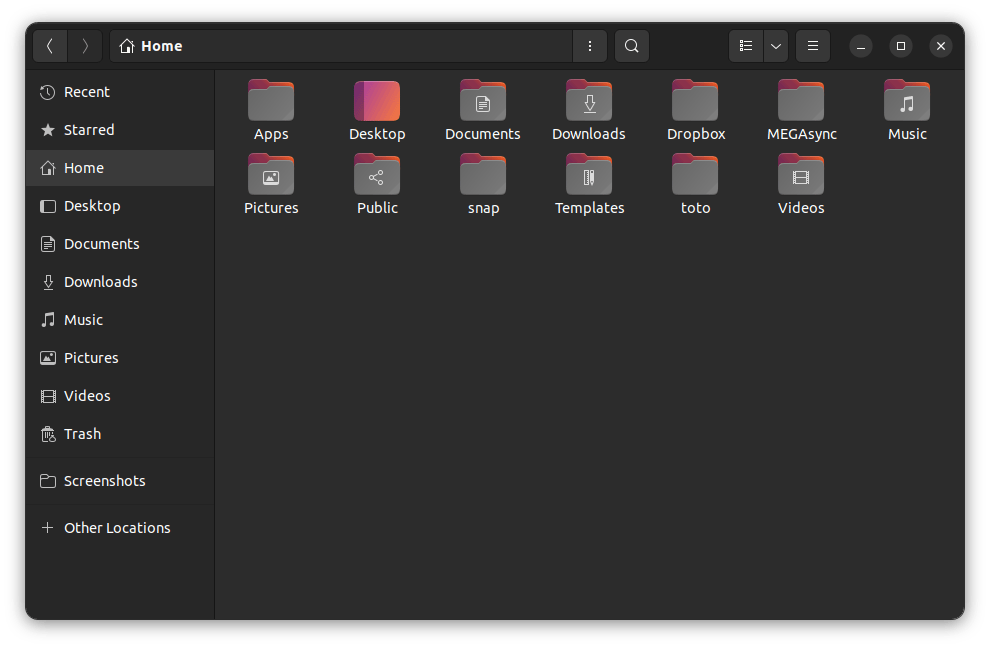 Home
Recent
Starred
Home
Desktop
Documents
Downloads
Music
Pictures
Videos
Trash
Screenshots
Other Locations
Apps Desktop Documents Downloads Dropbox MEGAsync Music
Pictures Public snap Templates toto Videos